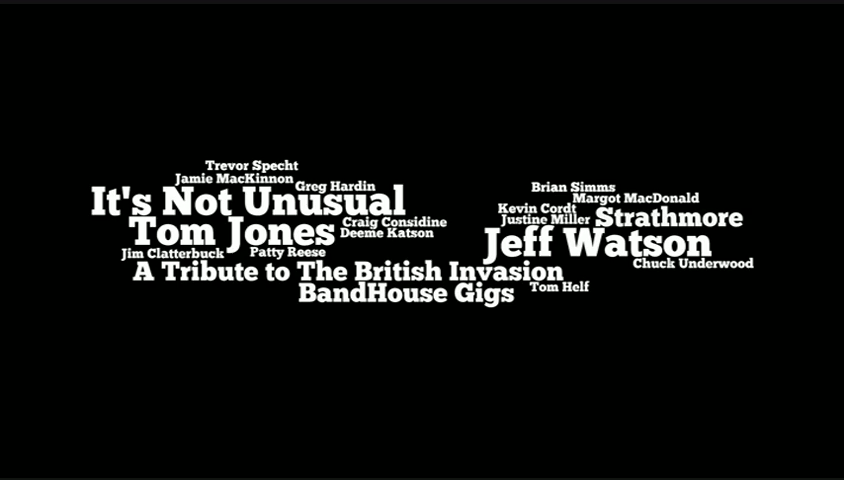 Trevor Specht
Jamie MacKinnon
Greg Hardin
It's Not Unusual
Craig Considine
Tom Jones
Deeme Katson
Jim Clatterbuck
Patty Reese
Brian Simms
Margot MacDonald
Kevin Cordt
Justine Miller
Strathmore
Jeff Watson
Chuck Underwood
A Tribute to The British Invasion
BandHouse Gigs
Tom Helf